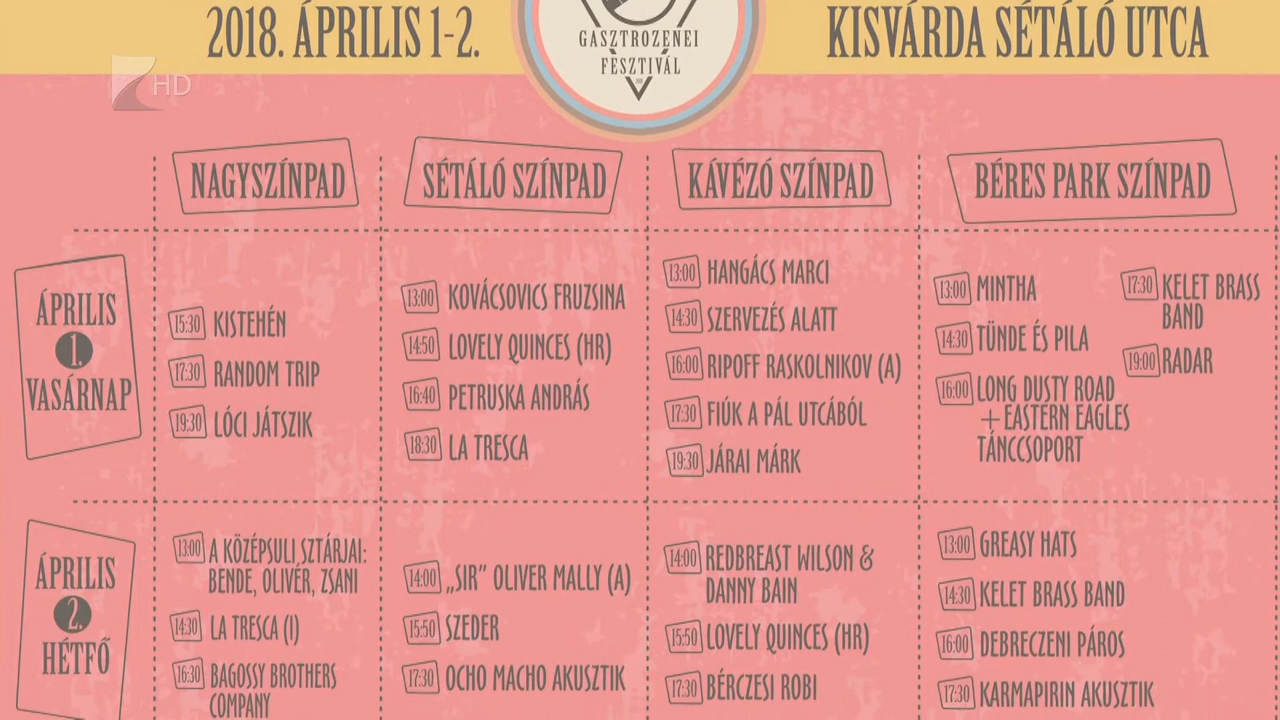 2018. ÁPRILIS 1-2.
GASZTROZENEI
FESZTIVÁL
KISVÁRDA SÉTÁLÓ UTCA
7 HD
NAGYSZÍNPAD
SÉTÁLÓ SZÍNPAD
KÁVÉZÓ SZÍNPAD
BÉRES PARK SZÍNPAD
ÁPRILIS
1.
VASÁRNAP
15:30 KISTEHÉN
17:30 RANDOM TRIP
19:30 LÓCI JÁTSZIK
13:00 KOVÁCSOVICS FRUZSINA
14:50 LOVELY QUINCES (HR)
16:40 PETRUSKA ANDRÁS
18:30 LA TRESCA
13:00 HANGÁCS MARCI
14:30 SZERVEZÉS ALATT
16:00 RIPOFF RASKOLNIKOV (A)
17:30 FIÚK A PÁL UTCÁBÓL
19:30 JÁRAI MÁRK
13:00 MINTHA
14:30 TÜNDE ÉS PILA
16:00 LONG DUSTY ROAD
+ EASTERN EAGLES
TÁNCCSOPORT
17:30 KELET BRASS
BAND
19:00 RADAR
ÁPRILIS
2.
HÉTFŐ
13:00 A KÖZÉPSULI SZTÁRJAI:
BENDE, OLIVÉR, ZSANI
14:30 LA TRESCA (I)
16:30 BAGOSSY BROTHERS
COMPANY
14:00 „SIR” OLIVER MALLY (A)
15:50 SZEDER
17:30 OCHO MACHO AKUSZTIK
14:00 REDBREAST WILSON &
DANNY BAIN
15:50 LOVELY QUINCES (HR)
17:30 BÉRCZESI ROBI
13:00 GREASY HATS
14:30 KELET BRASS BAND
16:00 DEBRECZENI PÁROS
17:30 KARMAPIRIN AKUSZTIK